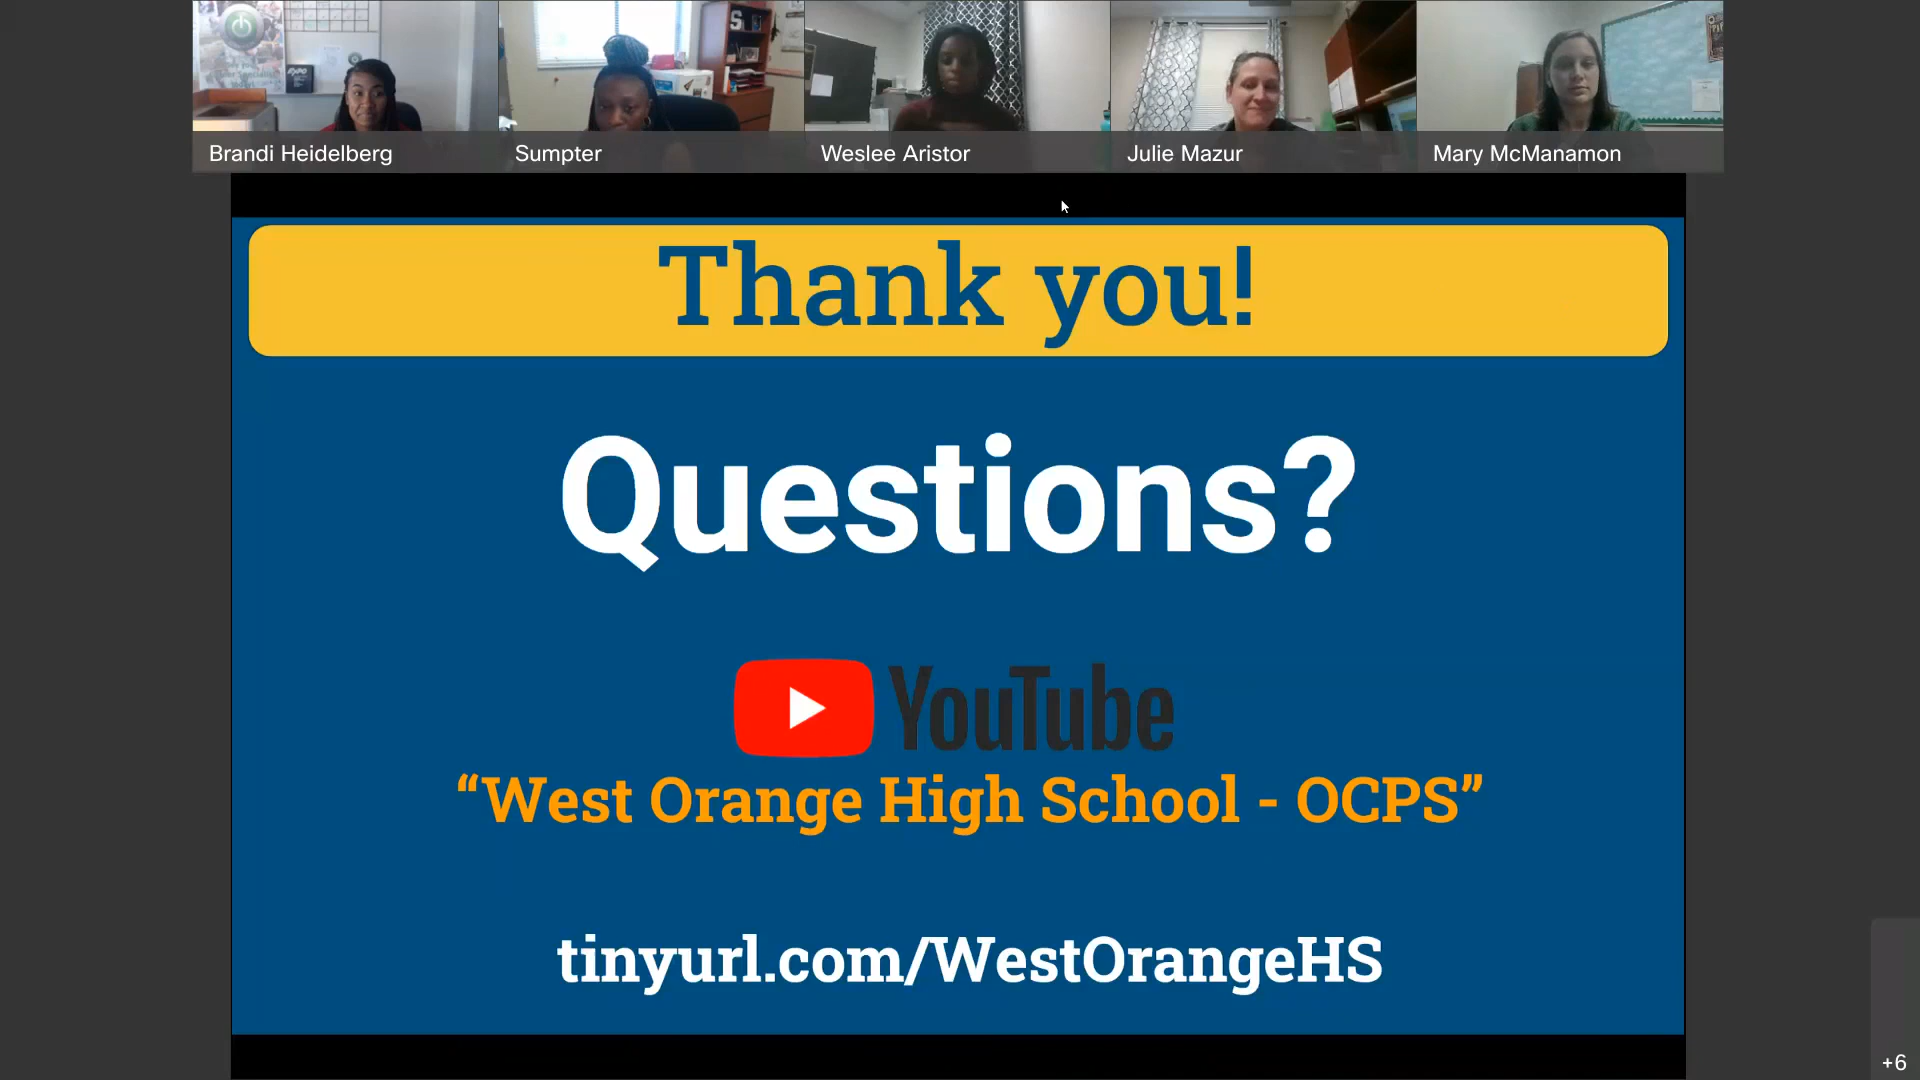 Brandi Heidelberg
Sumpter
Weslee Aristor
Julie Mazur
Mary McManamon
Thank you!
Questions?
YouTube
“West Orange High School - OCPS”
tinyurl.com/WestOrangeHS
+6